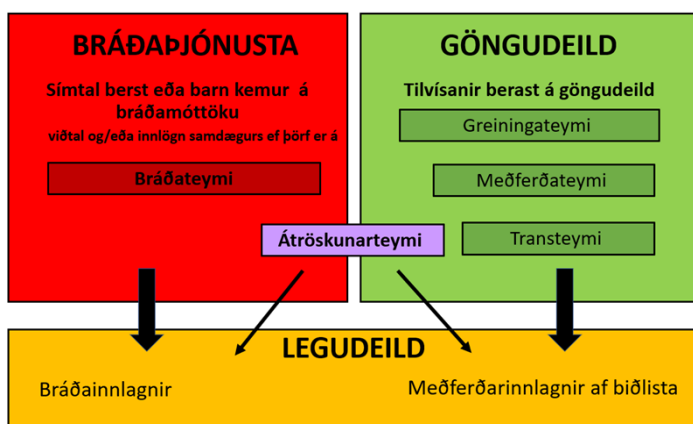 BRÁÐAÞJÓNUSTA
Símtal berst eða barn kemur á
bráðamóttöku
viðtal og/eða innlögn samdægurs ef þörf er á
Bráðateymi
GÖNGUDEILD
Tilvísanir berast á göngudeild
Greiningateymi
Meðferðateymi
Átröskunarteymi
Transteymi
LEGUDEILD
Bráðainnlagnir
Meðferðarinnlagnir af biðlista